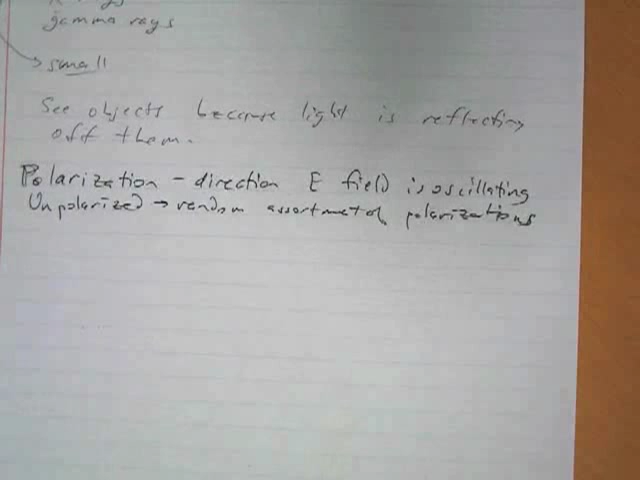 rays
gamma rays
small
See objects because light is reflecting
off them.
Polarization - direction E field is oscillating
Unpolarized → random assortment of polarizations